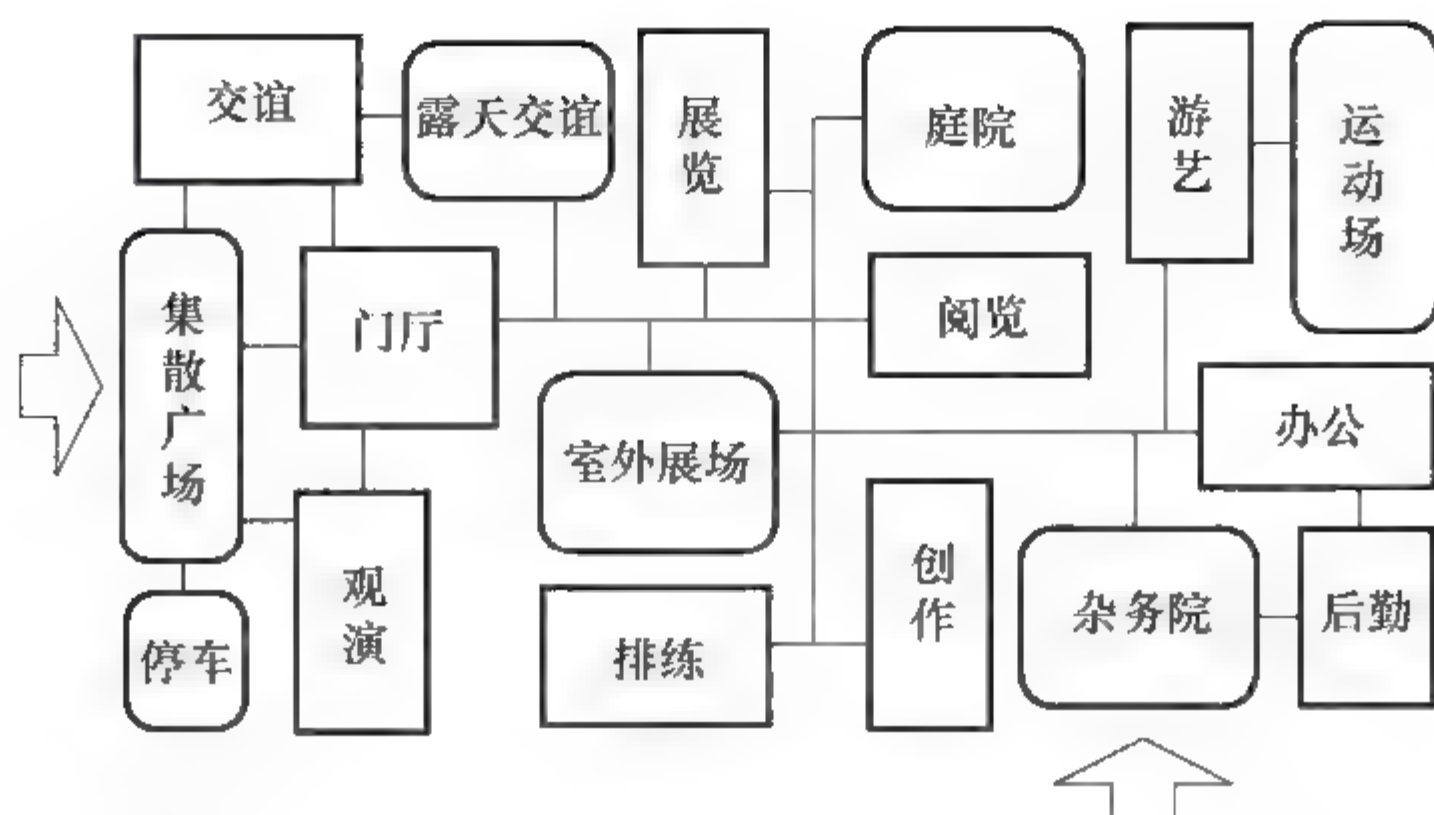 交谊
露天交谊
展览
庭院
游艺
运动场
集散广场
门厅
阅览
室外展场
办公
观演
创作
停车
排练
杂务院
后勤